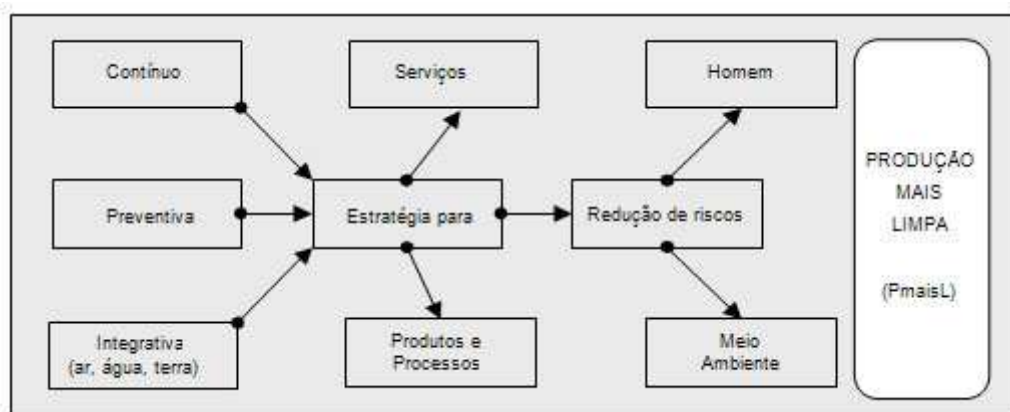 Contínuo
Serviços
Homem
Preventiva
Estratégia para
Redução de riscos
Integrativa
(ar, água, terra)
Produtos e
Processos
Meio
Ambiente
PRODUÇÃO
MAIS
LIMPA
(PmaisL)